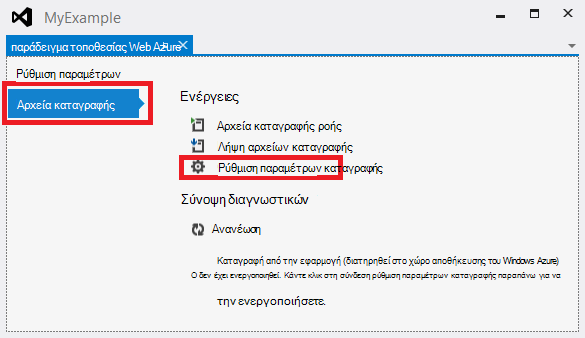 MyExample
παράδειγμα τοποθεσίας Web Azure
Ρύθμιση παραμέτρων
Αρχεία καταγραφής
Ενέργειες
Αρχεία καταγραφής ροής
Λήψη αρχείων καταγραφής
Ρύθμιση παραμέτρων καταγραφής
Σύνοψη διαγνωστικών
Ανανέωση
Καταγραφή από την εφαρμογή (διατηρηθεί στο χώρο αποθήκευσης του Windows Azure)
Ο δεν έχει ενεργοποιηθεί. Κάντε κλικ στη σύνδεση ρύθμιση παραμέτρων καταγραφής παραπάνω για να
την ενεργοποιήσετε.